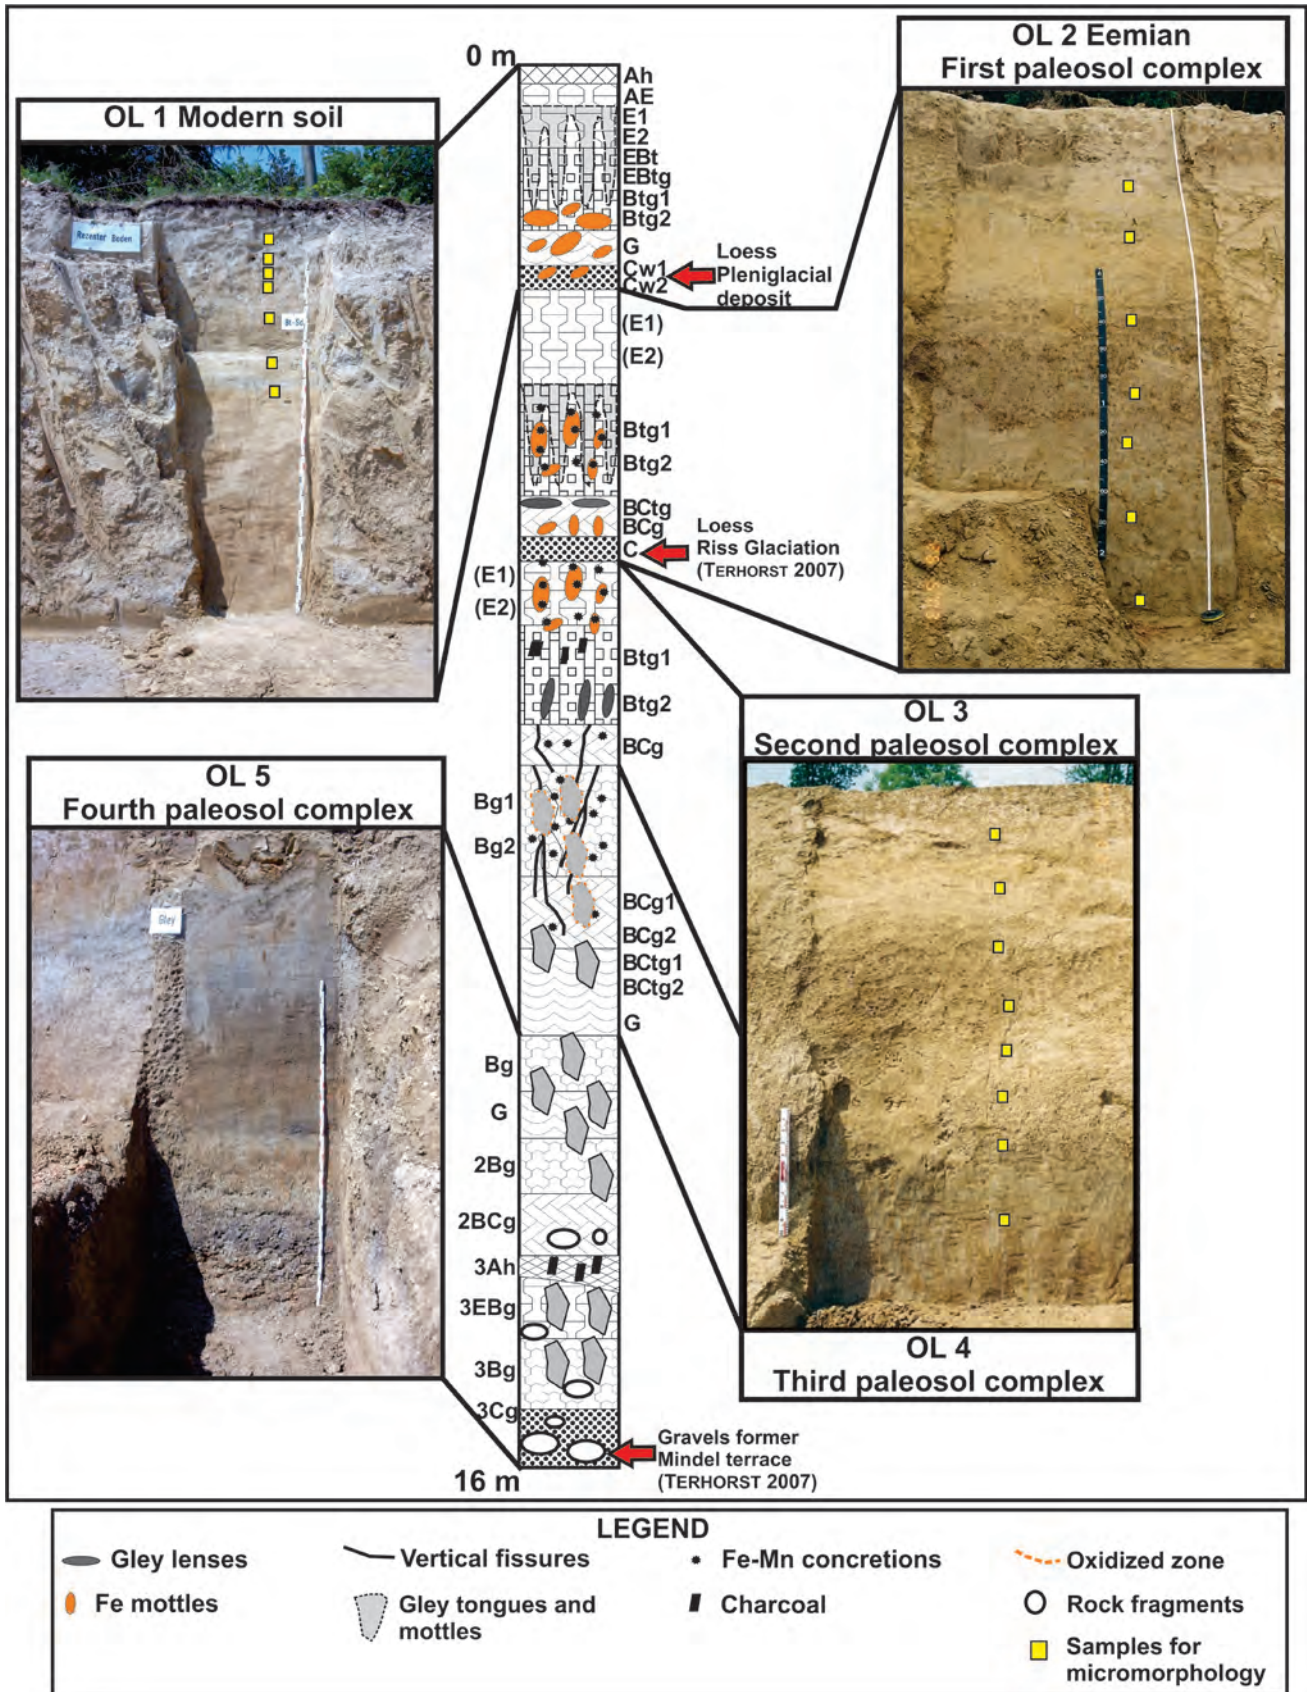 OL 1 Modern soil
Rezenter Boden
0 m
OL 2 Eemian
First paleosol complex
Ah
AE
E1
E2
EBt
EBtg
Btg1
Btg2
G
Cw1
Cw2
Loess
Pleniglacial
deposit
(E1)
(E2)
Btg1
Btg2
BCtg
BCg
C
Loess
Riss Glaciation
(TERHORST 2007)
(E1)
(E2)
Btg1
Btg2
BCg
OL 3
Second paleosol complex
OL 5
Fourth paleosol complex
Gley
Bg1
Bg2
BCg1
BCg2
BCtg1
BCtg2
G
Bg
G
2Bg
2BCg
3Ah
3EBg
3Bg
3Cg
OL 4
Third paleosol complex
Gravels former
Mindel terrace
(TERHORST 2007)
16 m
LEGEND
Gley lenses
Vertical fissures
Fe-Mn concretions
Oxidized zone
Fe mottles
Gley tongues and
mottles
Charcoal
Rock fragments
Samples for
micromorphology